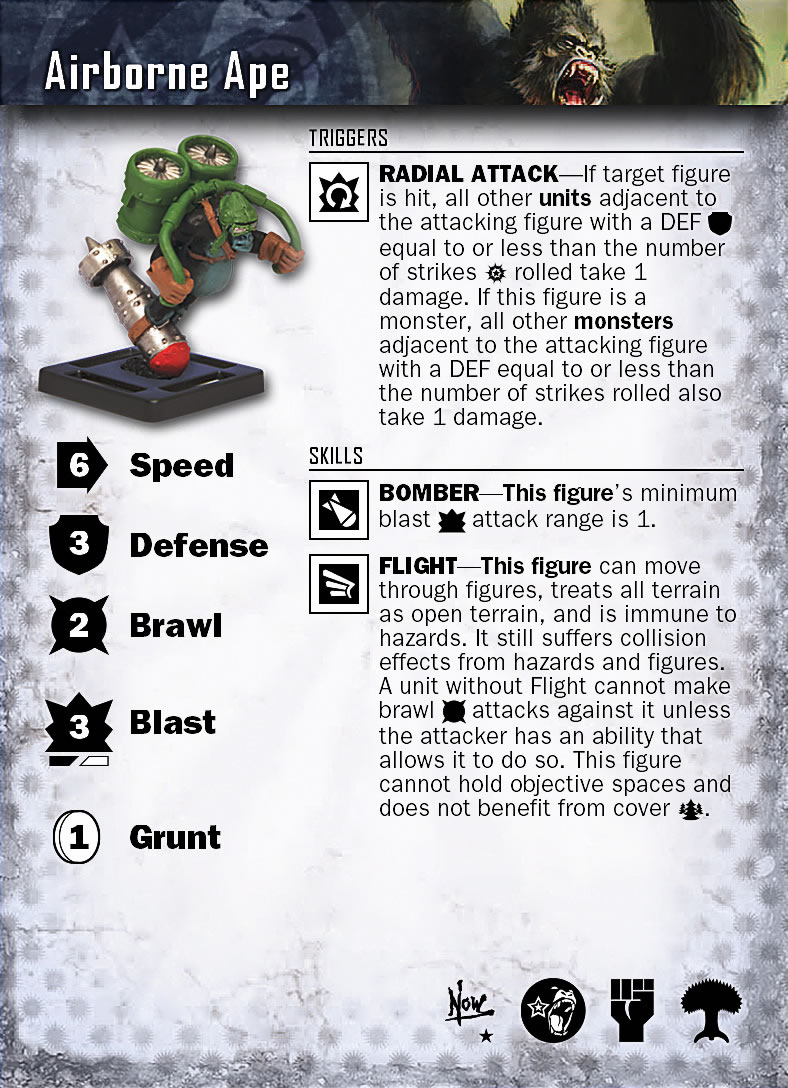 Airborne Ape
TRIGGERS
RADIAL ATTACK—If target figure
is hit, all other units adjacent to
the attacking figure with a DEF
equal to or less than the number
of strikes rolled take 1
damage. If this figure is a
monster, all other monsters
adjacent to the attacking figure
with a DEF equal to or less than
the number of strikes rolled also
take 1 damage.
6 Speed
3 Defense
2 Brawl
3 Blast
1 Grunt
SKILLS
BOMBER—This figure's minimum
blast attack range is 1.
FLIGHT—This figure can move
through figures, treats all terrain
as open terrain, and is immune to
hazards. It still suffers collision
effects from hazards and figures.
A unit without Flight cannot make
brawl attacks against it unless
the attacker has an ability that
allows it to do so. This figure
cannot hold objective spaces and
does not benefit from cover .
Now